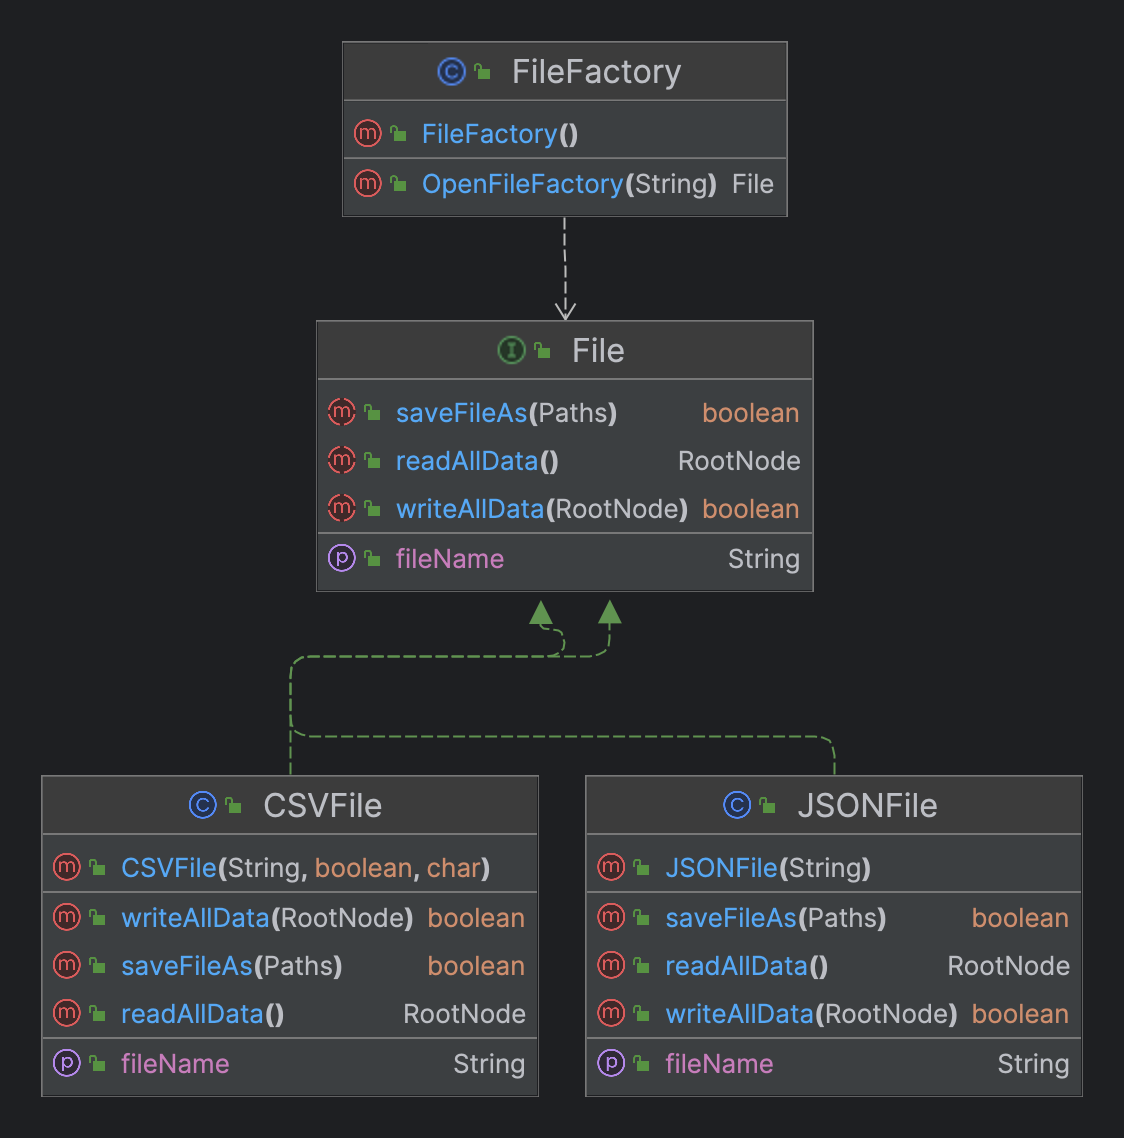 FileFactory
FileFactory()
OpenFileFactory(String) File
File
saveFileAs(Paths) boolean
readAllData() RootNode
writeAllData(RootNode) boolean
fileName String
CSVFile
CSVFile(String, boolean, char)
writeAllData(RootNode) boolean
saveFileAs(Paths) boolean
readAllData() RootNode
fileName String
JSONFile
JSONFile(String)
saveFileAs(Paths) boolean
readAllData() RootNode
writeAllData(RootNode) boolean
fileName String